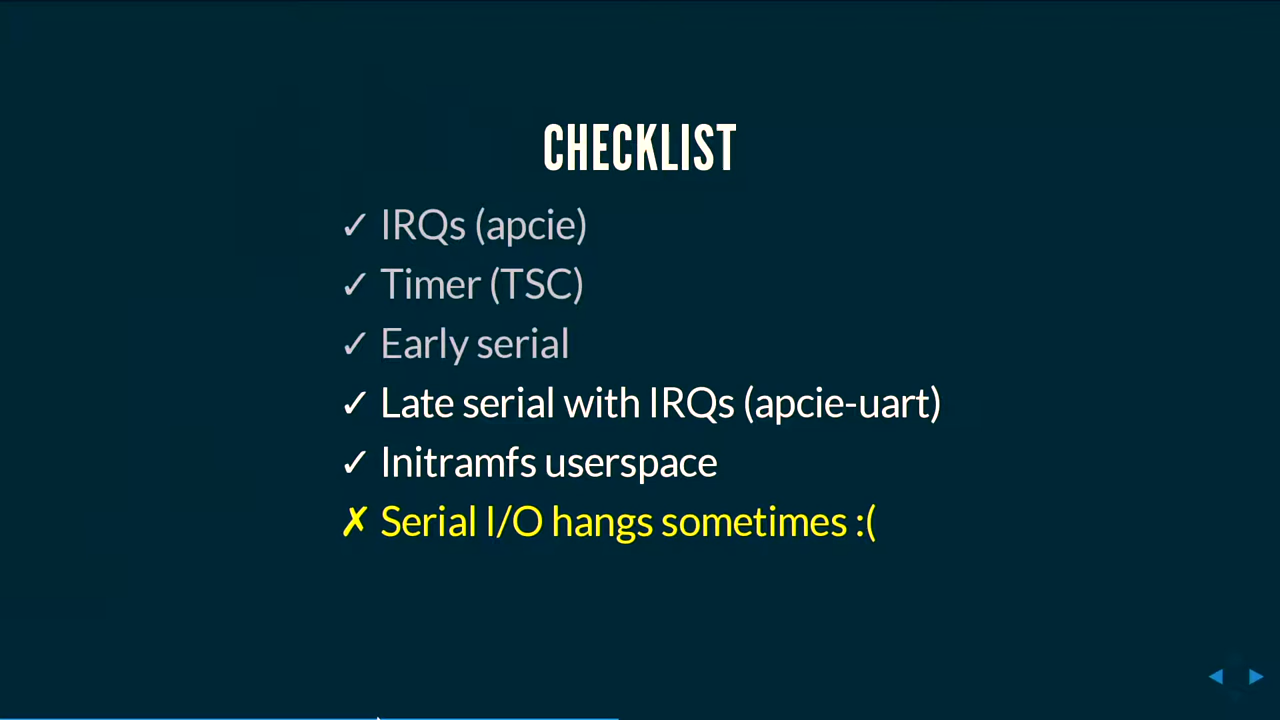 CHECKLIST
✓ IRQs (apcie)
✓ Timer (TSC)
✓ Early serial
✓ Late serial with IRQs (apcie-uart)
✓ Initramfs userspace
✗ Serial I/O hangs sometimes :(